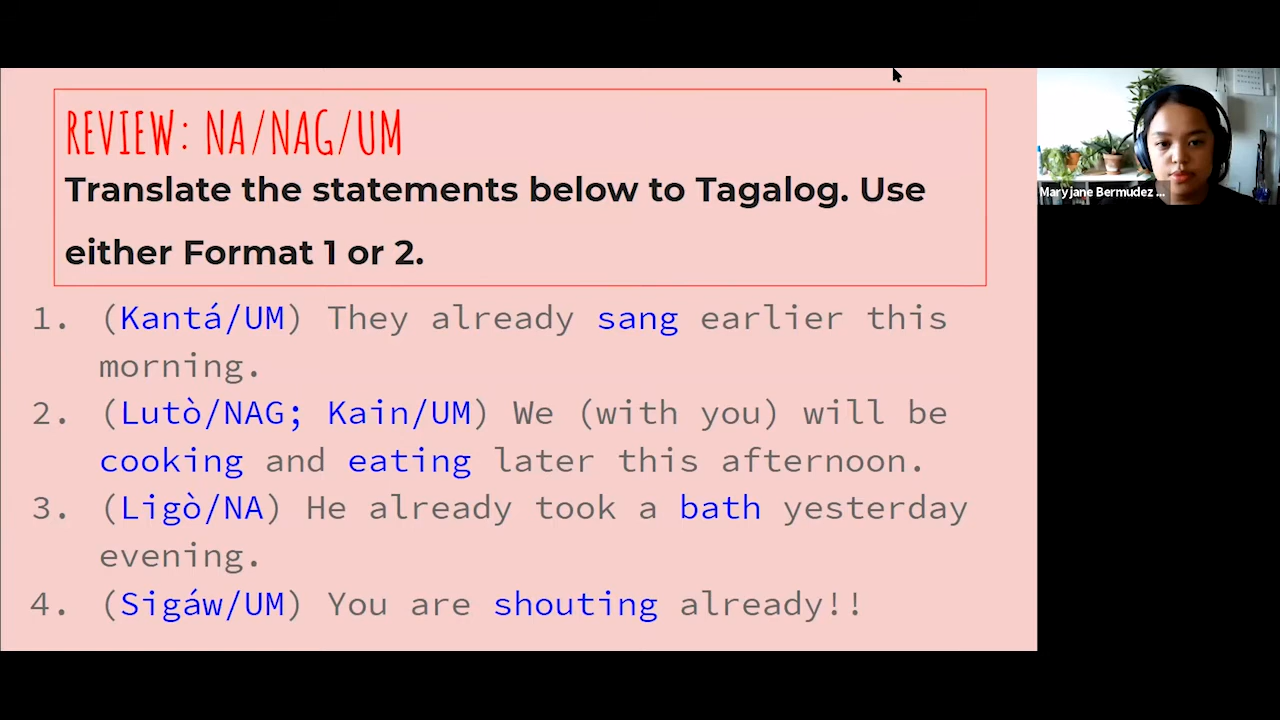 REVIEW: NA/NAG/UM
Translate the statements below to Tagalog. Use
either Format 1 or 2.
1. (Kantá/UM) They already sang earlier this
morning.
2. (Lutò/NAG; Kain/UM) We (with you) will be
cooking and eating later this afternoon.
3. (Ligò/NA) He already took a bath yesterday
evening.
4. (Sigáw/UM) You are shouting already!!
Mary jane Bermudez ...